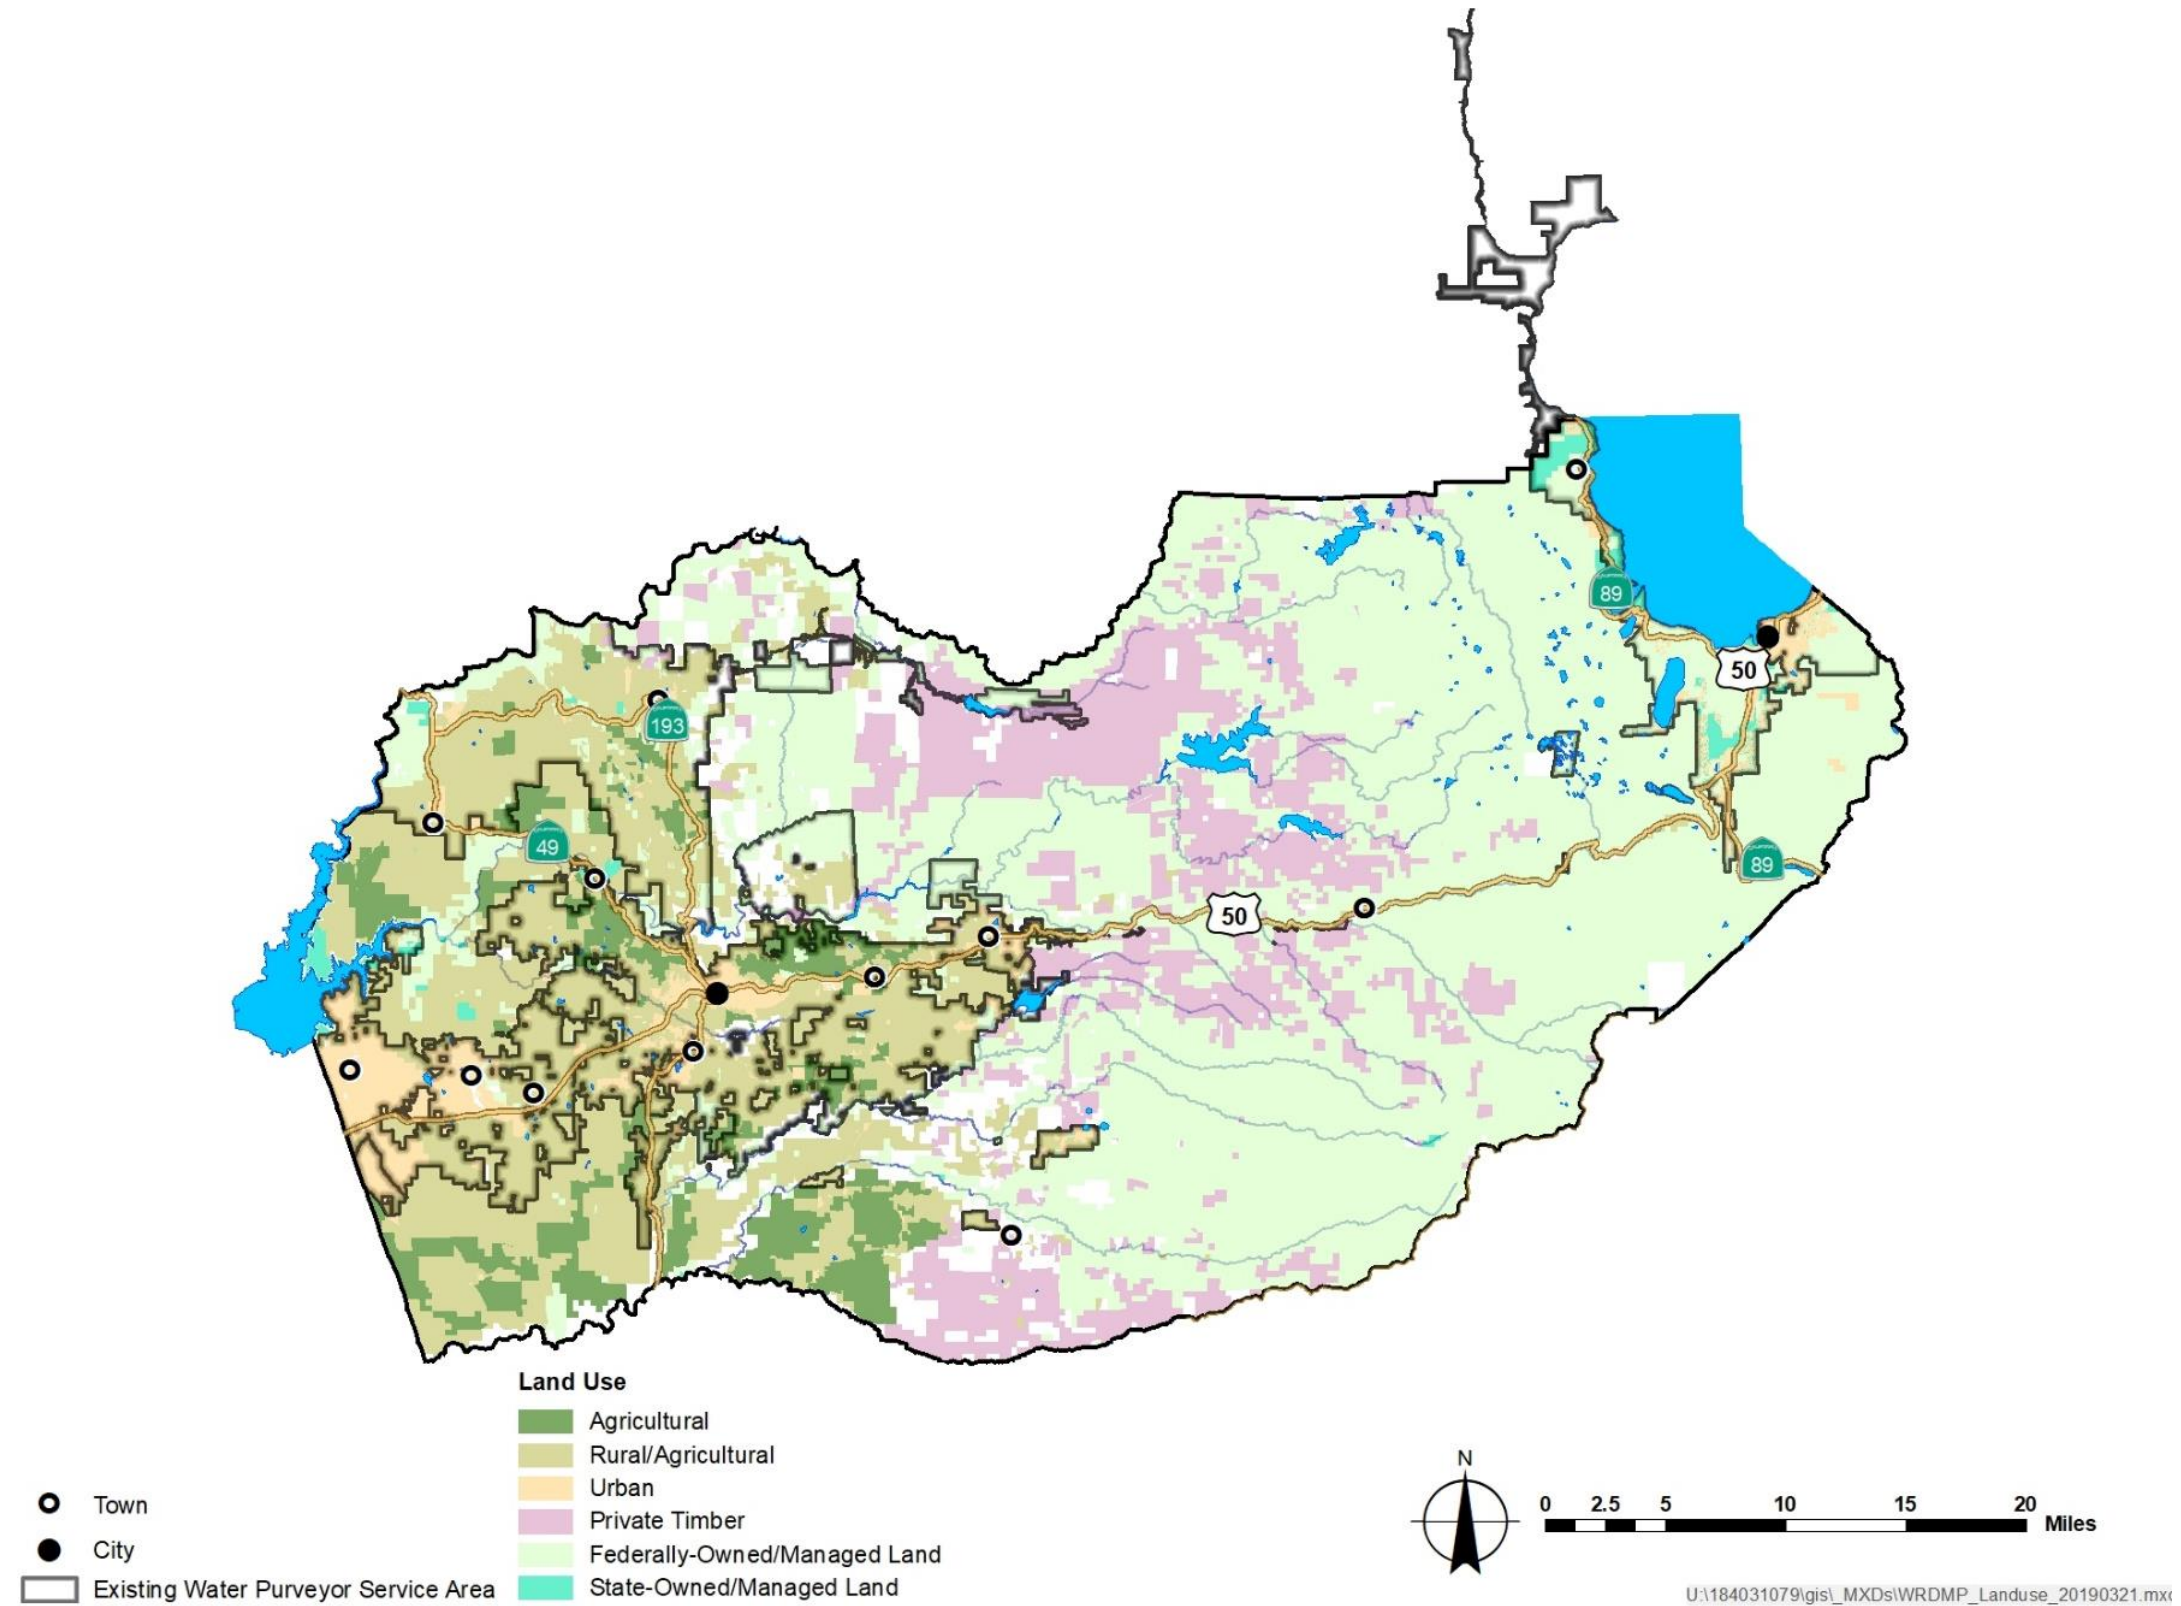 89
50
193
49
89
50
Land Use
Agricultural
Rural/Agricultural
Urban
Private Timber
Federally-Owned/Managed Land
State-Owned/Managed Land
Town
City
Existing Water Purveyor Service Area
N
0 2.5 5 10 15 20
Miles
U:\184031079\gis\_MXDs\WRDMP_Landuse_20190321.mxd